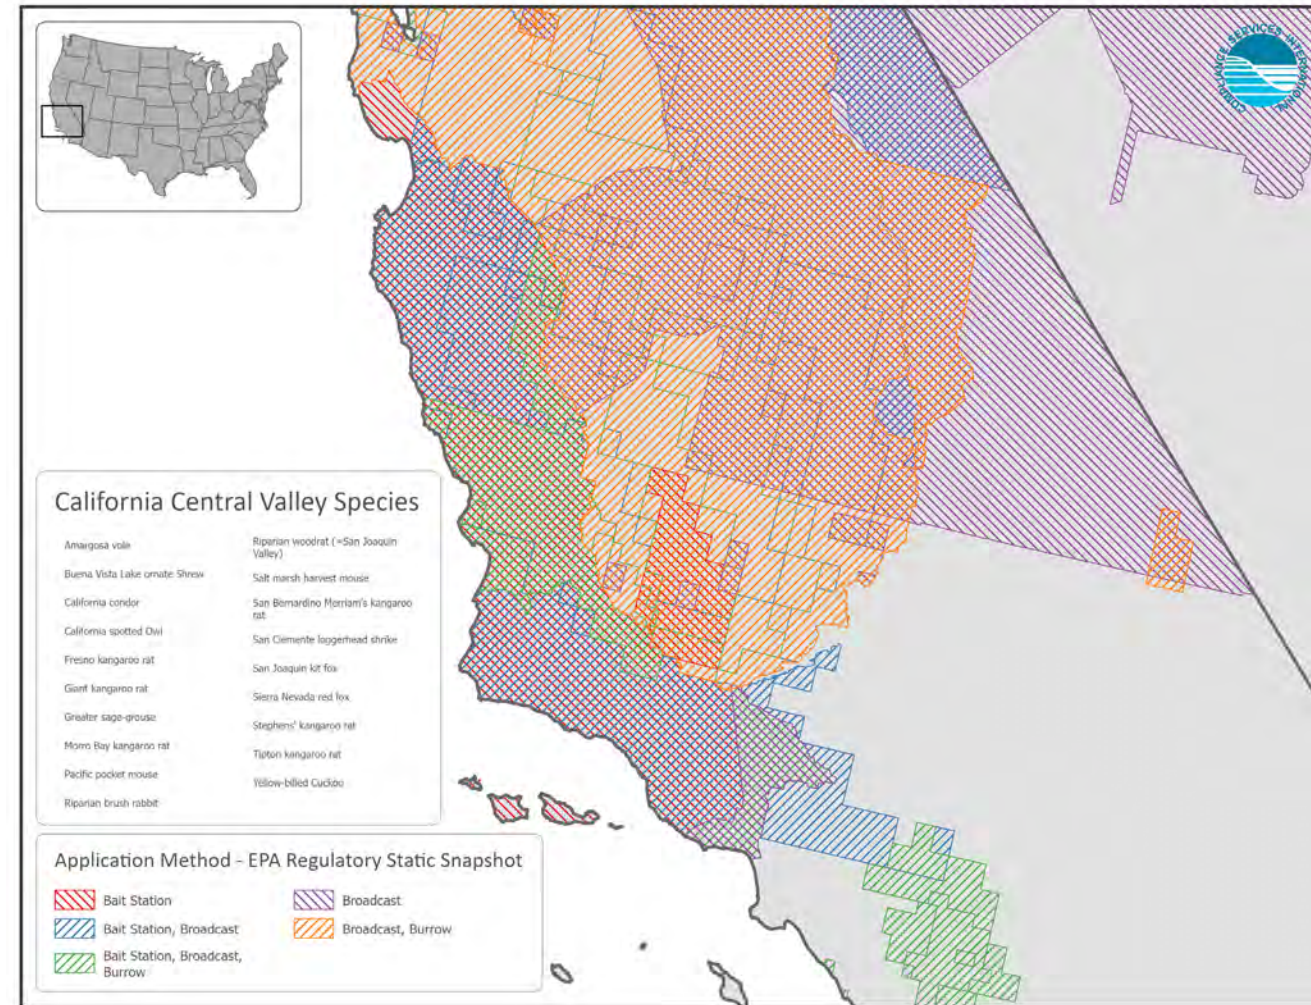 COMPLIANCE SERVICES INTERNATIONAL
California Central Valley Species
Amargosa vole
Buena Vista Lake ornate Shrew
California condor
California spotted Owl
Fresno kangaroo rat
Giant kangaroo rat
Greater sage-grouse
Morro Bay kangaroo rat
Pacific pocket mouse
Riparian brush rabbit
Riparian woodrat (=San Joaquin
Valley)
Salt marsh harvest mouse
San Bernardino Merriam's kangaroo
rat
San Clemente loggerhead shrike
San Joaquin kit fox
Sierra Nevada red fox
Stephens' kangaroo rat
Tipton kangaroo rat
Yellow-billed Cuckoo
Application Method - EPA Regulatory Static Snapshot
Bait Station
Bait Station, Broadcast
Bait Station, Broadcast,
Burrow
Broadcast
Broadcast, Burrow